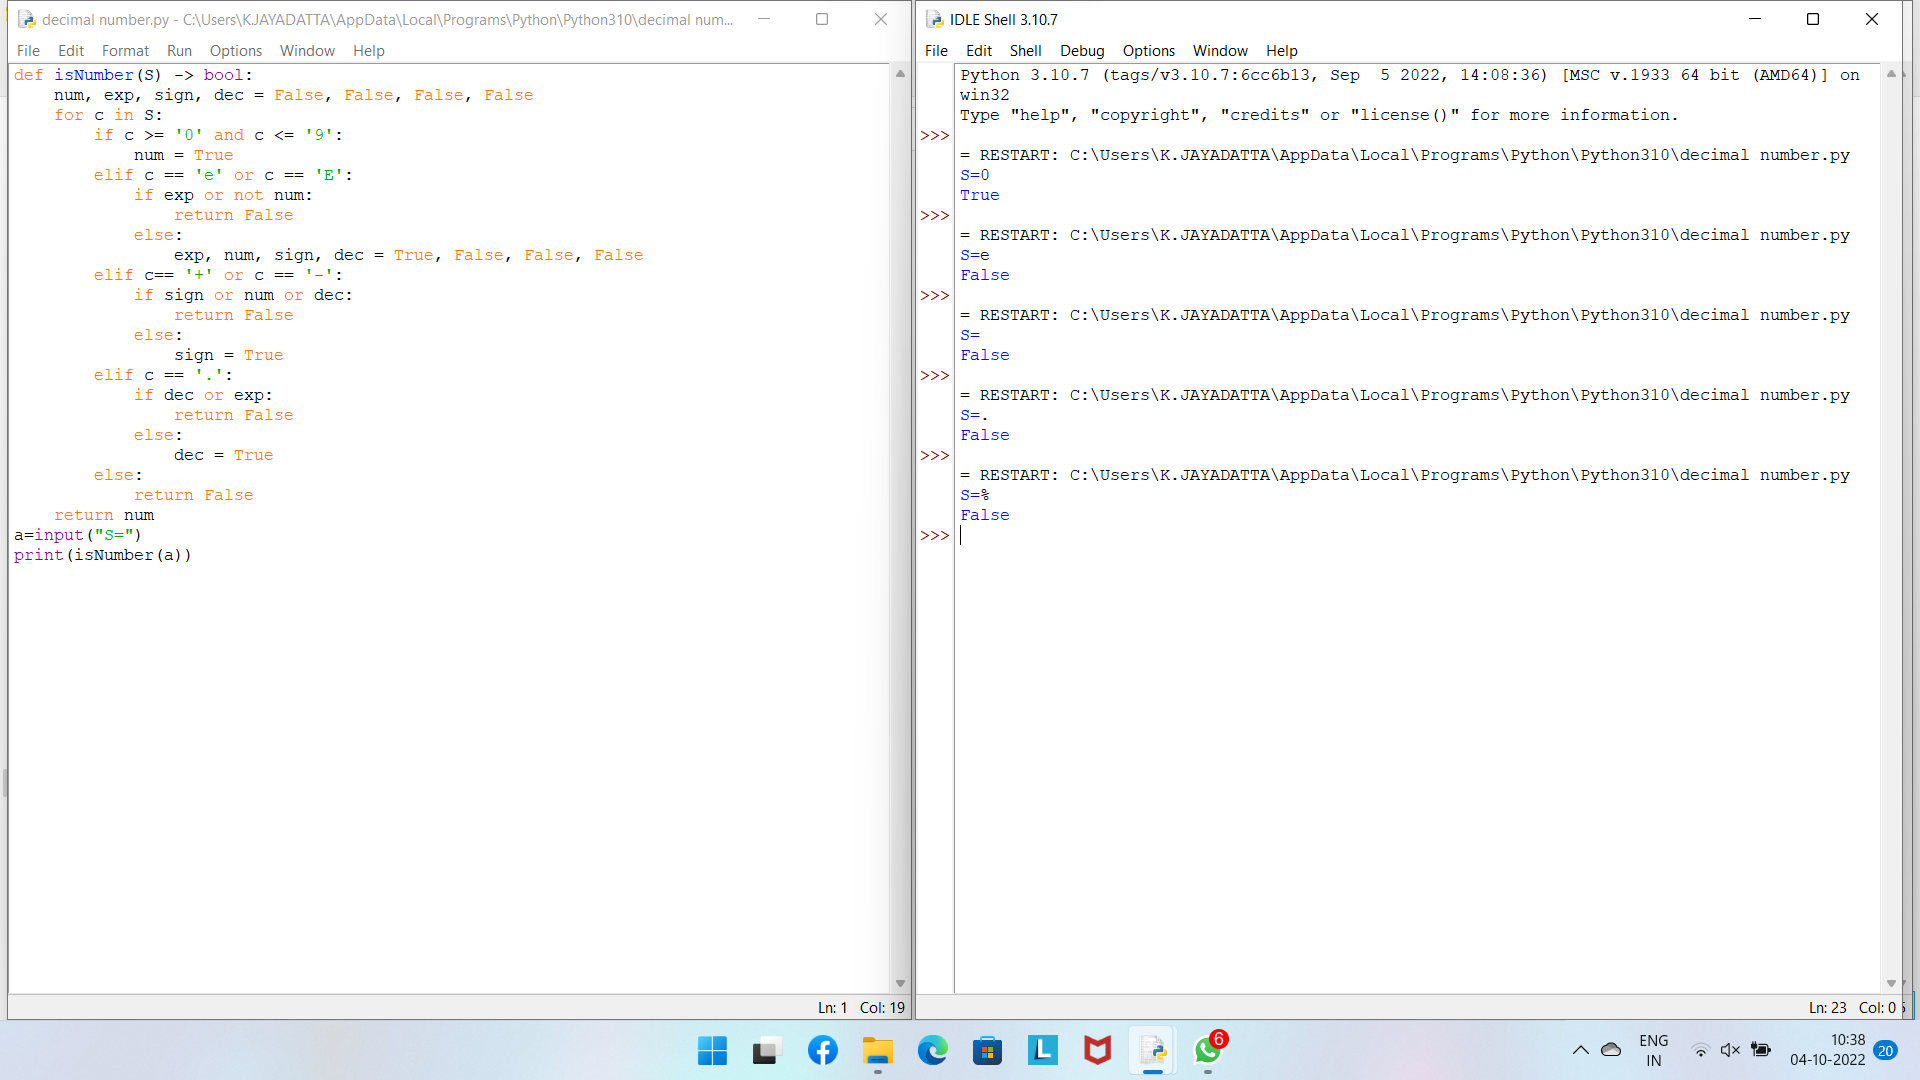 decimal number.py - C:\Users\K.JAYADATTA\AppData\Local\Programs\Python\Python310\decimal num...
File Edit Format Run Options Window Help
def isNumber(S) -> bool:
    num, exp, sign, dec = False, False, False, False
    for c in S:
        if c >= '0' and c <= '9':
            num = True
        elif c == 'e' or c == 'E':
            if exp or not num:
                return False
            else:
                exp, num, sign, dec = True, False, False, False
        elif c== '+' or c == '-':
            if sign or num or dec:
                return False
            else:
                sign = True
        elif c == '.':
            if dec or exp:
                return False
            else:
                dec = True
        else:
            return False
    return num
a=input("S=")
print(isNumber(a))
Ln: 1 Col: 19
IDLE Shell 3.10.7
File Edit Shell Debug Options Window Help
Python 3.10.7 (tags/v3.10.7:6cc6b13, Sep  5 2022, 14:08:36) [MSC v.1933 64 bit (AMD64)] on
win32
Type "help", "copyright", "credits" or "license()" for more information.
>>>
= RESTART: C:\Users\K.JAYADATTA\AppData\Local\Programs\Python\Python310\decimal number.py
S=0
True
>>>
= RESTART: C:\Users\K.JAYADATTA\AppData\Local\Programs\Python\Python310\decimal number.py
S=e
False
>>>
= RESTART: C:\Users\K.JAYADATTA\AppData\Local\Programs\Python\Python310\decimal number.py
S=
False
>>>
= RESTART: C:\Users\K.JAYADATTA\AppData\Local\Programs\Python\Python310\decimal number.py
S=.
False
>>>
= RESTART: C:\Users\K.JAYADATTA\AppData\Local\Programs\Python\Python310\decimal number.py
S=%
False
>>>
Ln: 23 Col: 0
L
6
ENG
IN
10:38
04-10-2022
20